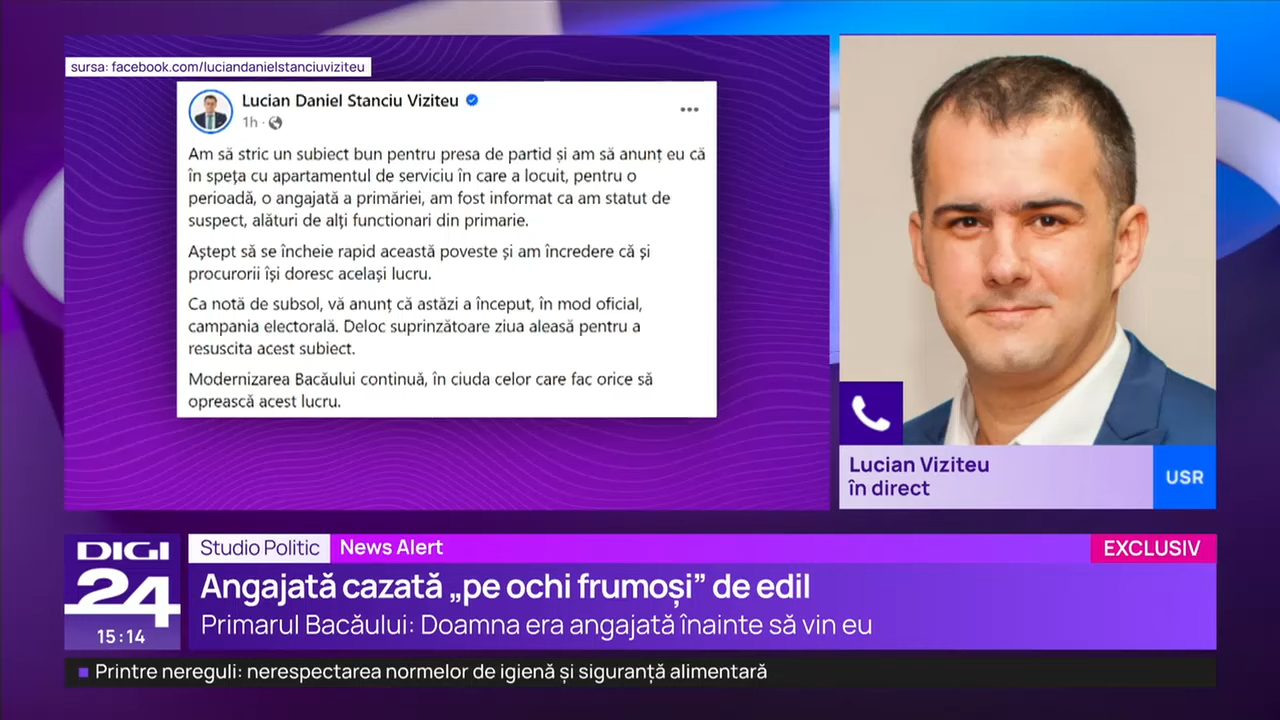 sursa: facebook.com/luciandanielstanciuviziteu
Lucian Daniel Stanciu Viziteu
1h
Am să stric un subiect bun pentru presa de partid și am să anunț eu că
în speța cu apartamentul de serviciu în care a locuit, pentru o
perioadă, o angajată a primăriei, am fost informat ca am statut de
suspect, alături de alți functionari din primarie.
Aștept să se încheie rapid această poveste și am încredere că și
procurorii își doresc același lucru.
Ca notă de subsol, vă anunț că astăzi a început, în mod oficial,
campania electorală. Deloc suprinzătoare ziua aleasă pentru a
resuscita acest subiect.
Modernizarea Bacăului continuă, în ciuda celor care fac orice să
oprească acest lucru.
Lucian Viziteu
în direct
USR
DIGI
24
15:14
Studio Politic
News Alert
EXCLUSIV
Angajată cazată „pe ochi frumoși” de edil
Primarul Bacăului: Doamna era angajată înainte să vin eu
Printre nereguli: nerespectarea normelor de igienă și siguranță alimentară